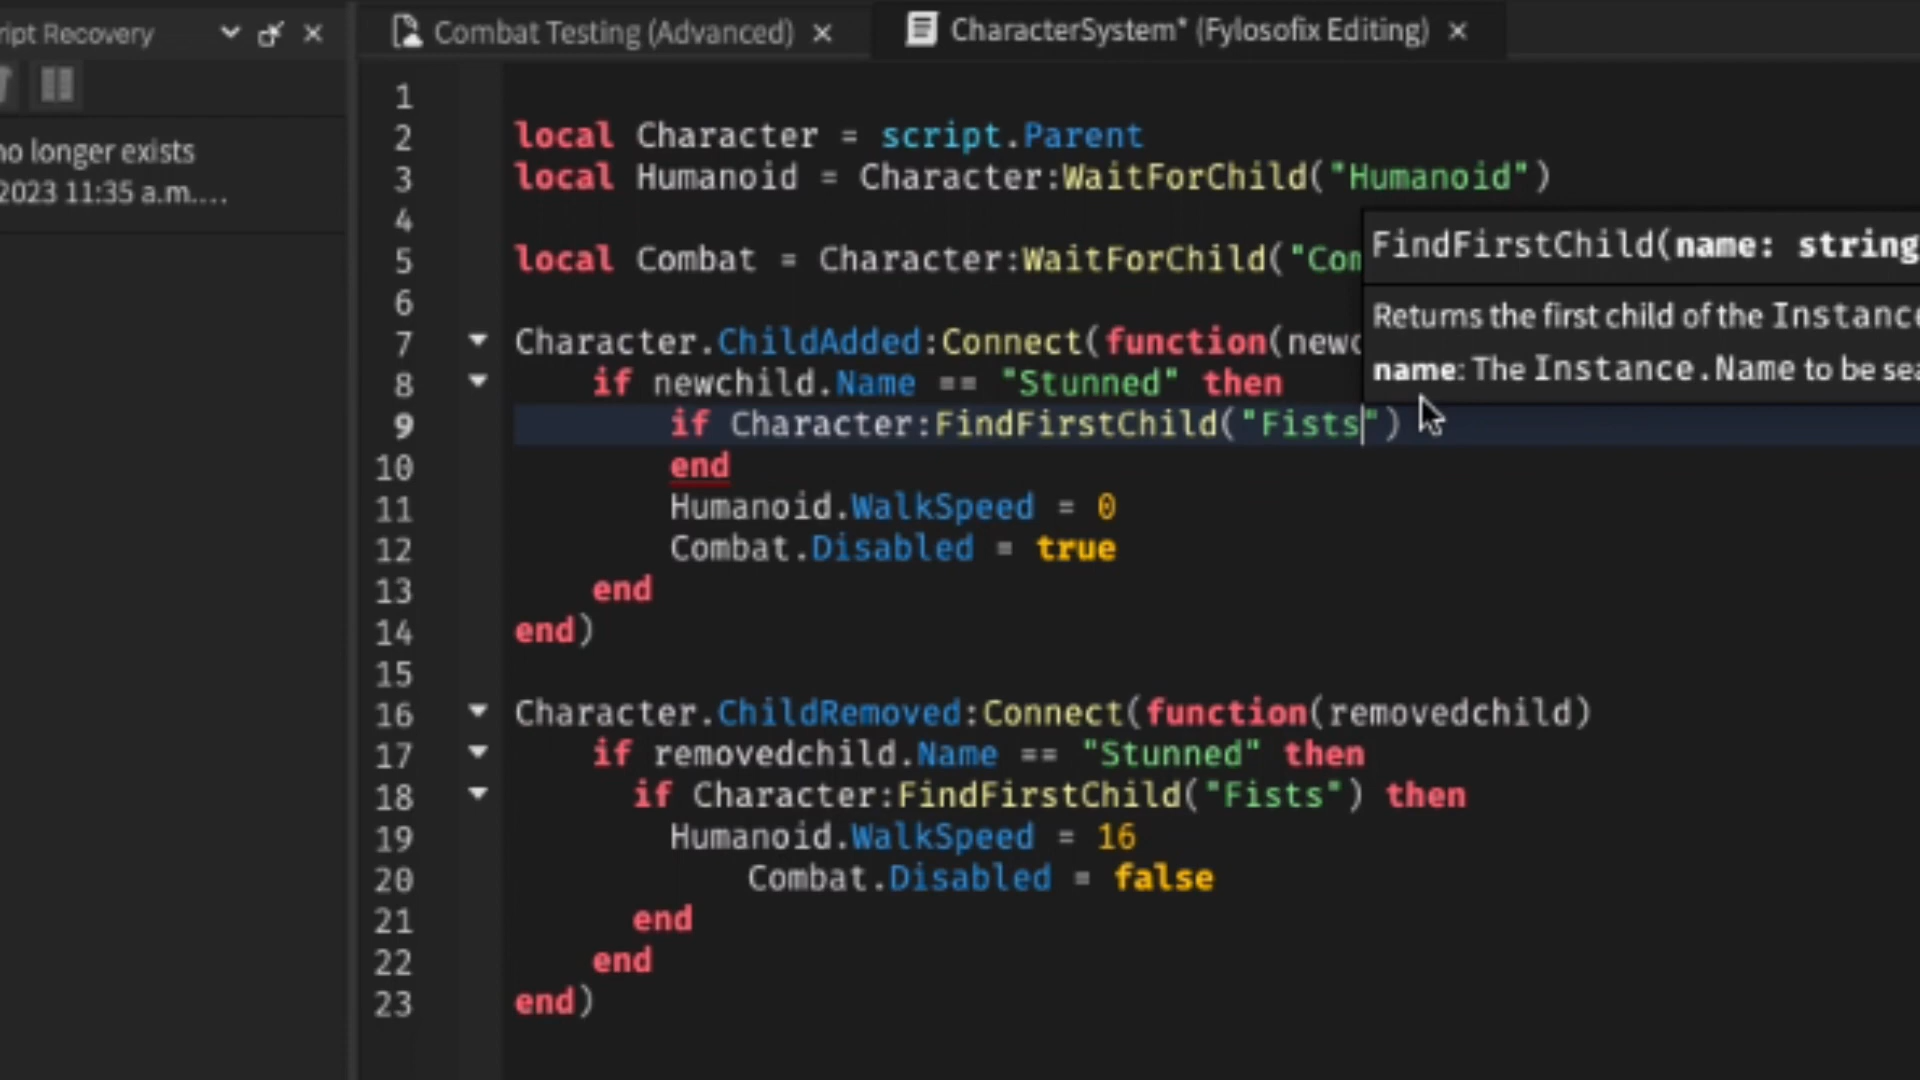 ript Recovery
Combat Testing (Advanced)
CharacterSystem* (Fylosofix Editing)
no longer exists
2023 11:35 a.m....
1
2 local Character = script.Parent
3 local Humanoid = Character:WaitForChild("Humanoid")
4
5 local Combat = Character:WaitForChild("Com
6
7 Character.ChildAdded:Connect(function(newc
8 if newchild.Name == "Stunned" then
9 if Character:FindFirstChild("Fists")
10 end
11 Humanoid.WalkSpeed = 0
12 Combat.Disabled = true
13 end
14 end)
15
16 Character.ChildRemoved:Connect(function(removedchild)
17 if removedchild.Name == "Stunned" then
18 if Character:FindFirstChild("Fists") then
19 Humanoid.WalkSpeed = 16
20 Combat.Disabled = false
21 end
22 end
23 end)
FindFirstChild(name: string
Returns the first child of the Instance
name: The Instance.Name to be sea